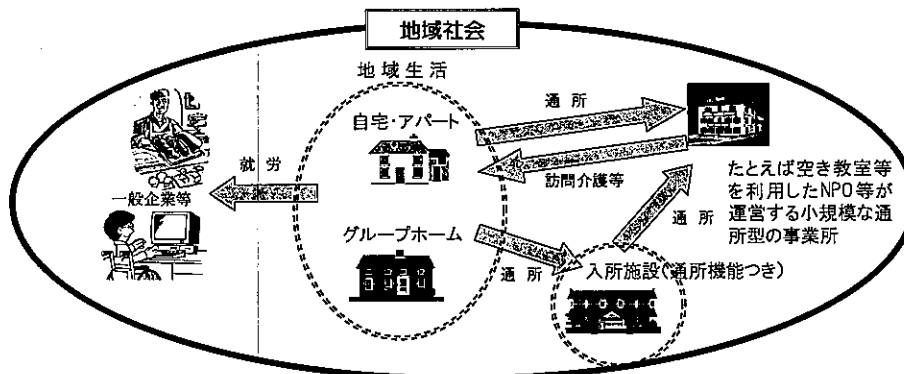 地域社会
地域生活
自宅・アパート
通所
訪問介護等
就労
一般企業等
グループホーム
通所
通所
たとえば空き教室等
を利用したNPO等が
運営する小規模な通
所型の事業所
入所施設(通所機能つき)